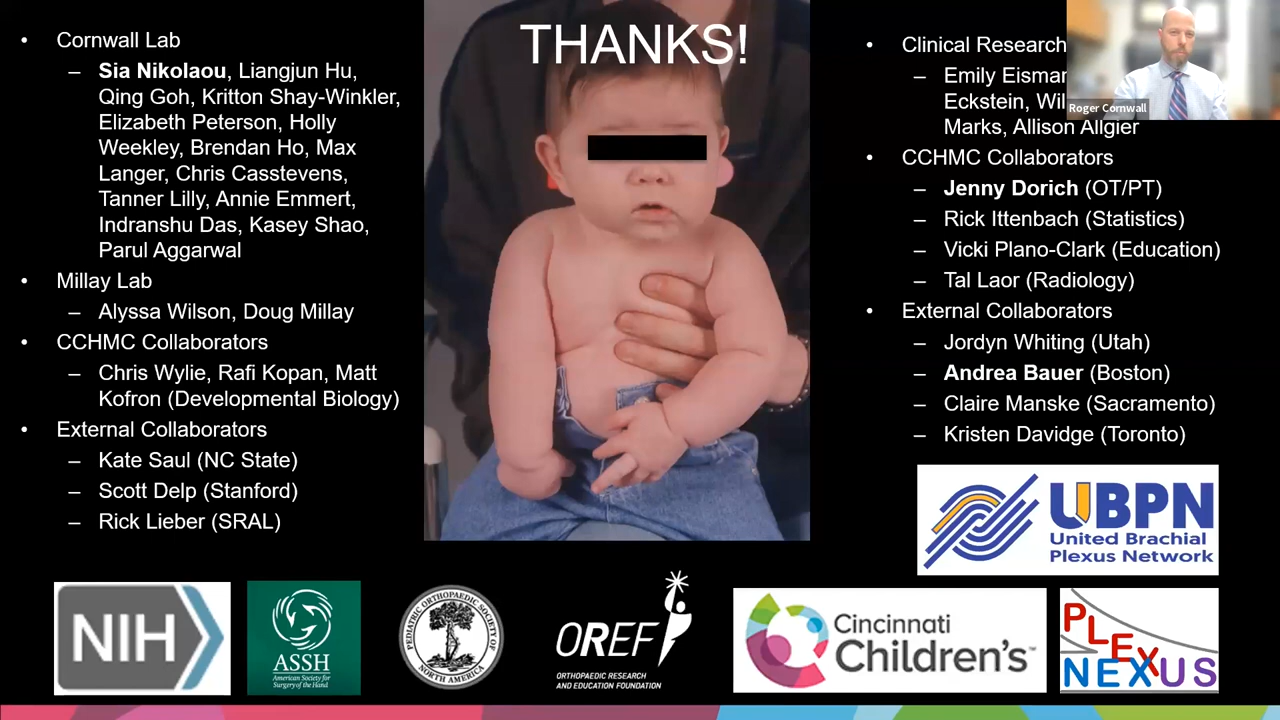 THANKS!
• Cornwall Lab
– Sia Nikolaou, Liangjun Hu,
Qing Goh, Kritton Shay-Winkler,
Elizabeth Peterson, Holly
Weekley, Brendan Ho, Max
Langer, Chris Casstevens,
Tanner Lilly, Annie Emmert,
Indranshu Das, Kasey Shao,
Parul Aggarwal
• Millay Lab
– Alyssa Wilson, Doug Millay
• CCHMC Collaborators
– Chris Wylie, Rafi Kopan, Matt
Kofron (Developmental Biology)
• External Collaborators
– Kate Saul (NC State)
– Scott Delp (Stanford)
– Rick Lieber (SRAL)
• Clinical Research
– Emily
Eckstein,
Marks, Allison Allgier
Roger Cornwall
• CCHMC Collaborators
– Jenny Dorich (OT/PT)
– Rick Ittenbach (Statistics)
– Vicki Plano-Clark (Education)
– Tal Laor (Radiology)
• External Collaborators
– Jordyn Whiting (Utah)
– Andrea Bauer (Boston)
– Claire Manske (Sacramento)
– Kristen Davidge (Toronto)
UBPN
United Brachial
Plexus Network
NIH
ASSH
American Society for
Surgery of the Hand
PEDIATRIC ORTHOPAEDIC SOCIETY OF
NORTH AMERICA
OREF
ORTHOPAEDIC RESEARCH
AND EDUCATION FOUNDATION
Cincinnati
Children's™
PLEXUS
NEXUS